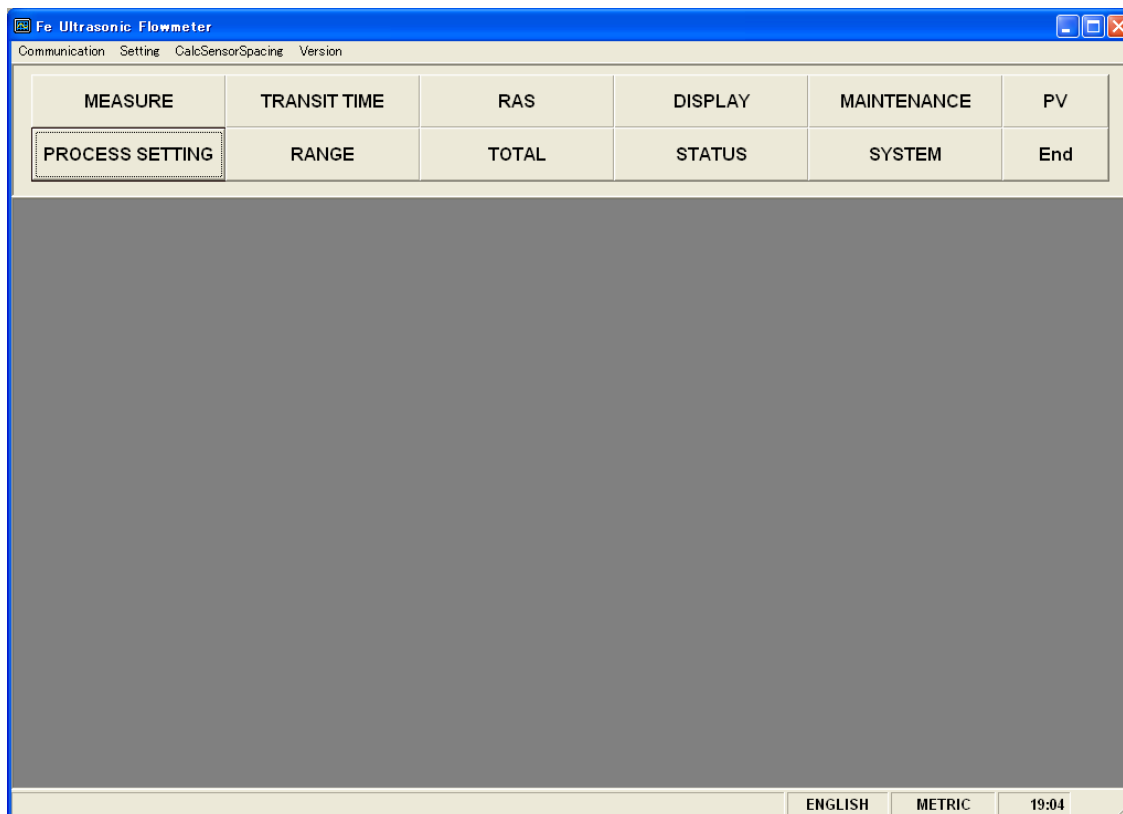 Fe Ultrasonic Flowmeter
Communication Setting CalcSensorSpacing Version
MEASURE TRANSIT TIME RAS DISPLAY MAINTENANCE PV
PROCESS SETTING RANGE TOTAL STATUS SYSTEM End
ENGLISH METRIC 19:04